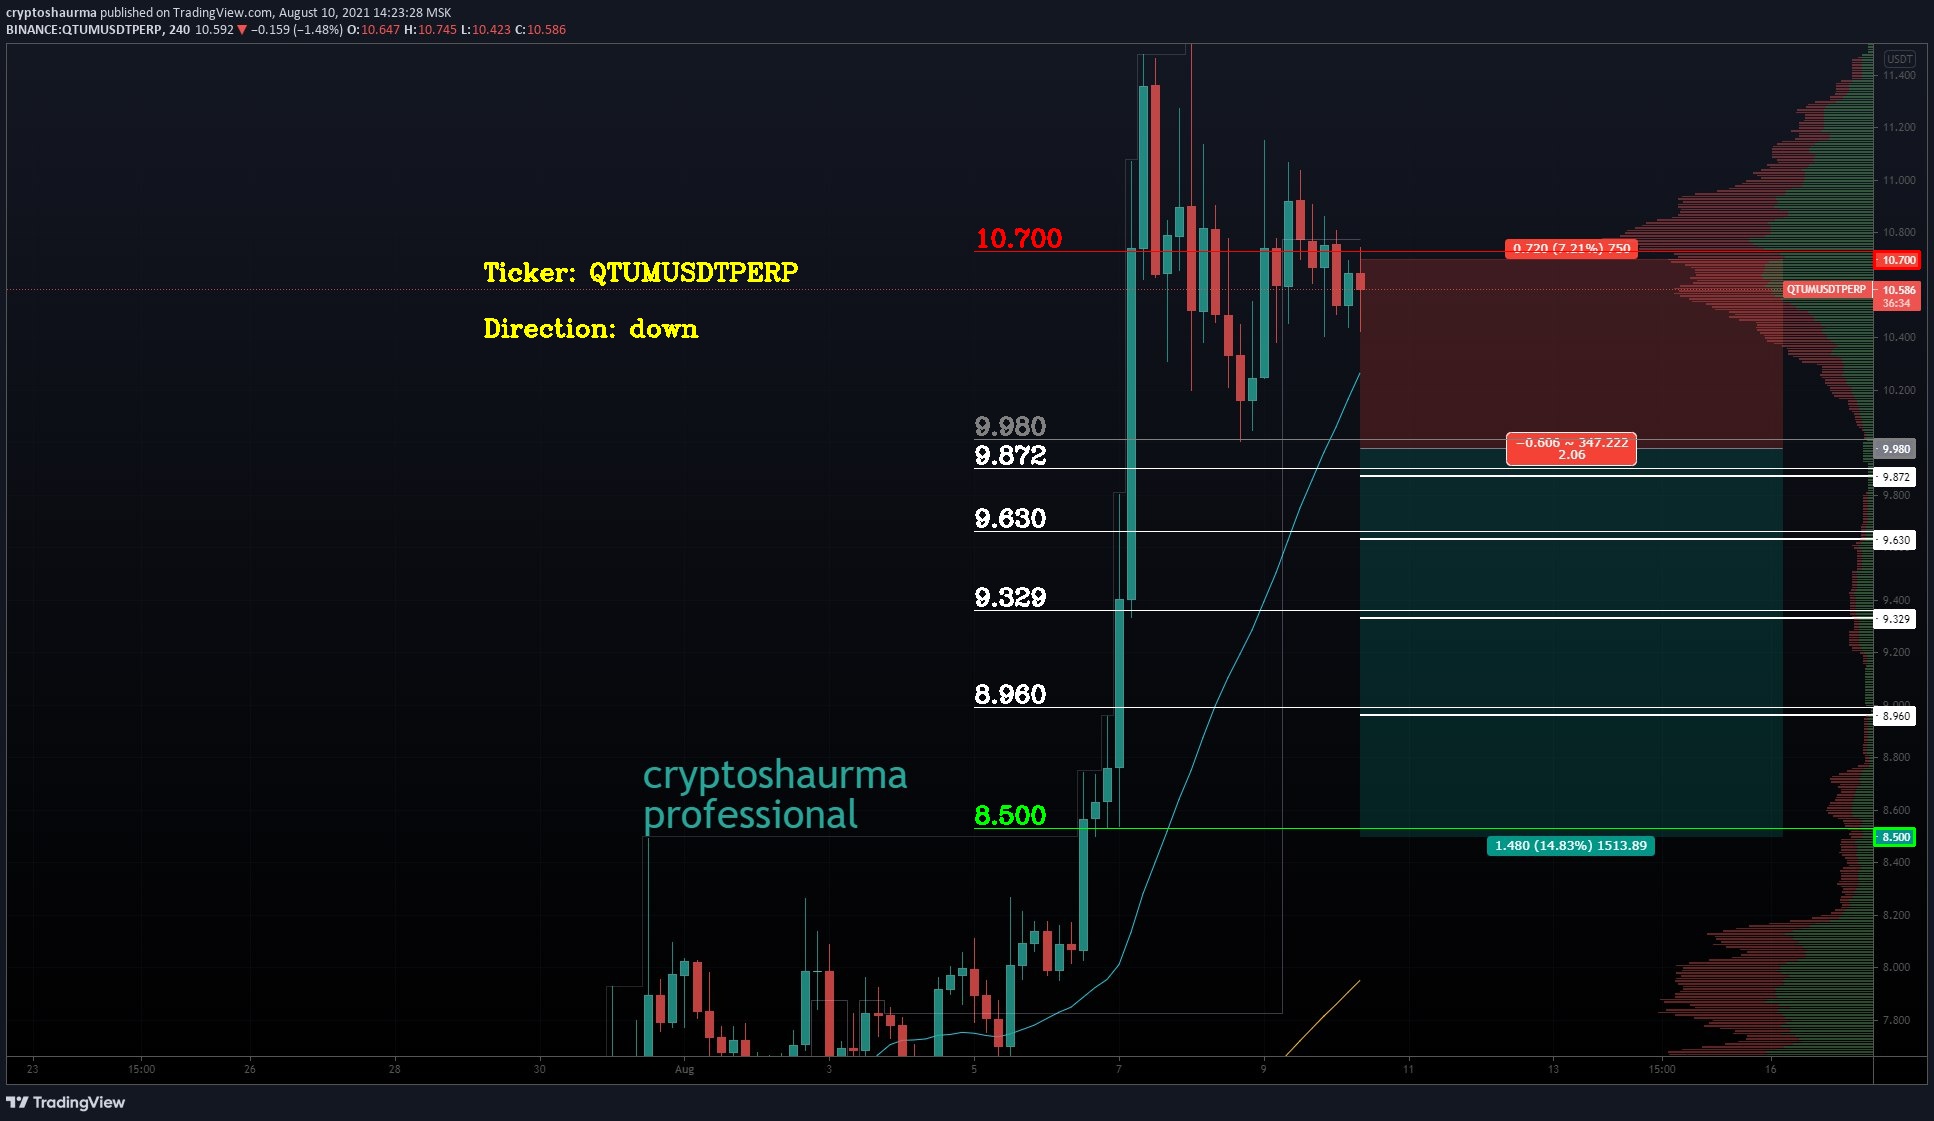 cryptoshaurma published on TradingView.com, August 10, 2021 14:23:28 MSK
BINANCE:QTUMUSDTPERP, 240 10.592 ▼ −0.159 (−1.48%) O:10.647 H:10.745 L:10.423 C:10.586
USDT
11.400
11.200
11.000
10.800
10.700
0.720 (7.21%) 750
10.700
Ticker: QTUMUSDTPERP
QTUMUSDTPERP
10.586
36:34
Direction: down
10.400
10.200
9.980
−0.606 ~ 347.222
2.06
9.980
9.872
9.872
9.800
9.630
9.630
9.329
9.400
9.329
9.200
8.960
9.000
8.960
cryptoshaurma
professional
8.800
8.600
8.500
8.500
1.480 (14.83%) 1513.89
8.400
8.200
8.000
7.800
23 15:00 26 28 30 Aug 3 5 7 9 11 13 15:00 16
TradingView